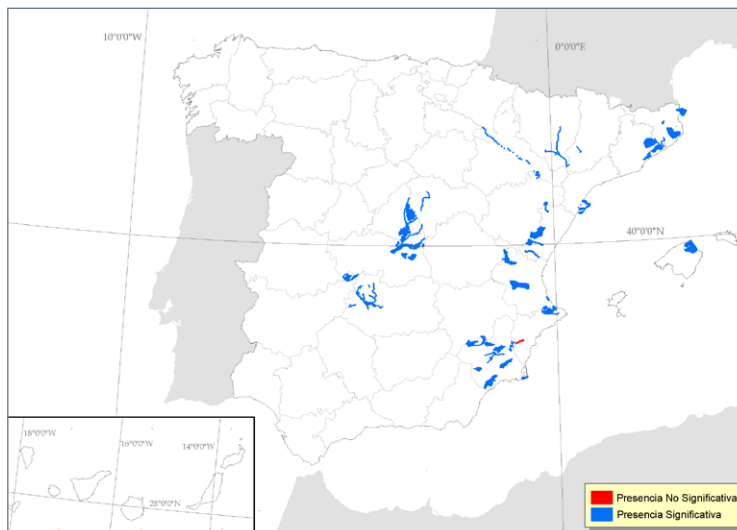 10°0'0"W
0°0'0"E
40°0'0"N
18°0'0"W
16°0'0"W
14°0'0"W
28°0'0"N
Presencia No Significativa
Presencia Significativa